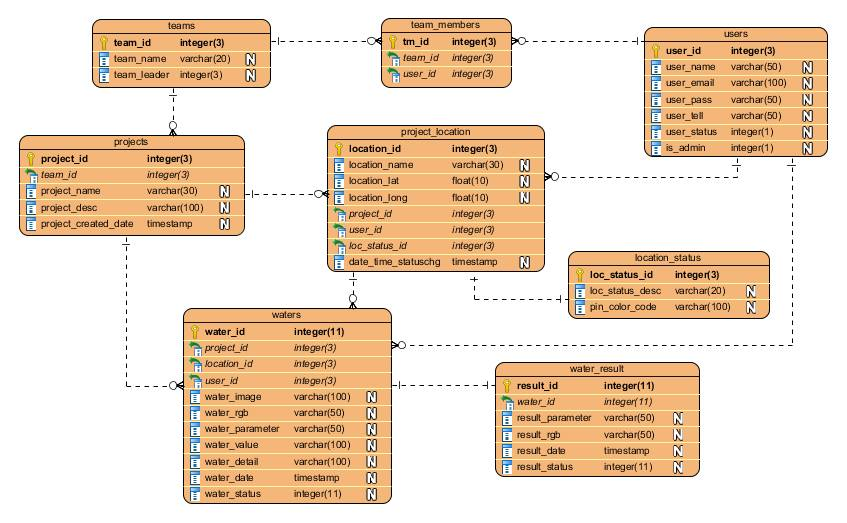 teams
team_id integer(3)
team_name varchar(20) N
team_leader integer(3) N
team_members
tm_id integer(3)
team_id integer(3)
user_id integer(3)
users
user_id integer(3)
user_name varchar(50) N
user_email varchar(100) N
user_pass varchar(50) N
user_tell varchar(50) N
user_status integer(1) N
is_admin integer(1) N
projects
project_id integer(3)
team_id integer(3)
project_name varchar(30) N
project_desc varchar(100) N
project_created_date timestamp N
project_location
location_id integer(3)
location_name varchar(30) N
location_lat float(10) N
location_long float(10) N
project_id integer(3)
user_id integer(3)
loc_status_id integer(3)
date_time_statuschg timestamp N
location_status
loc_status_id integer(3)
loc_status_desc varchar(20) N
pin_color_code varchar(100) N
waters
water_id integer(11)
project_id integer(3)
location_id integer(3)
user_id integer(3)
water_image varchar(100) N
water_rgb varchar(50) N
water_parameter varchar(50) N
water_value varchar(100) N
water_detail varchar(100) N
water_date timestamp N
water_status integer(11) N
water_result
result_id integer(11)
water_id integer(11)
result_parameter varchar(50) N
result_rgb varchar(50) N
result_date timestamp N
result_status integer(11) N